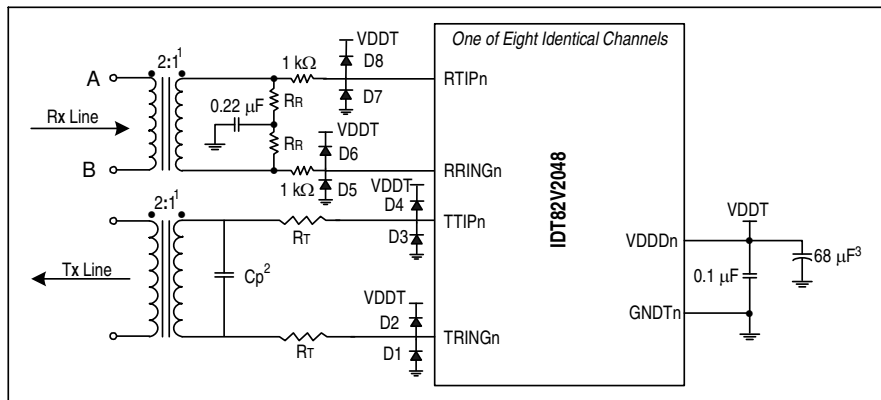 One of Eight Identical Channels
A
2:1¹
1 kΩ
VDDT
D8
RTIPn
D7
0.22 µF
RR
Rx Line
RR
VDDT
D6
B
RRINGn
1 kΩ
D5
VDDT
2:1¹
D4
TTIPn
RT
D3
IDT82V2048
VDDT
VDDDn
68 µF³
0.1 µF
Tx Line
Cp²
VDDT
GNDTn
D2
TRINGn
RT
D1